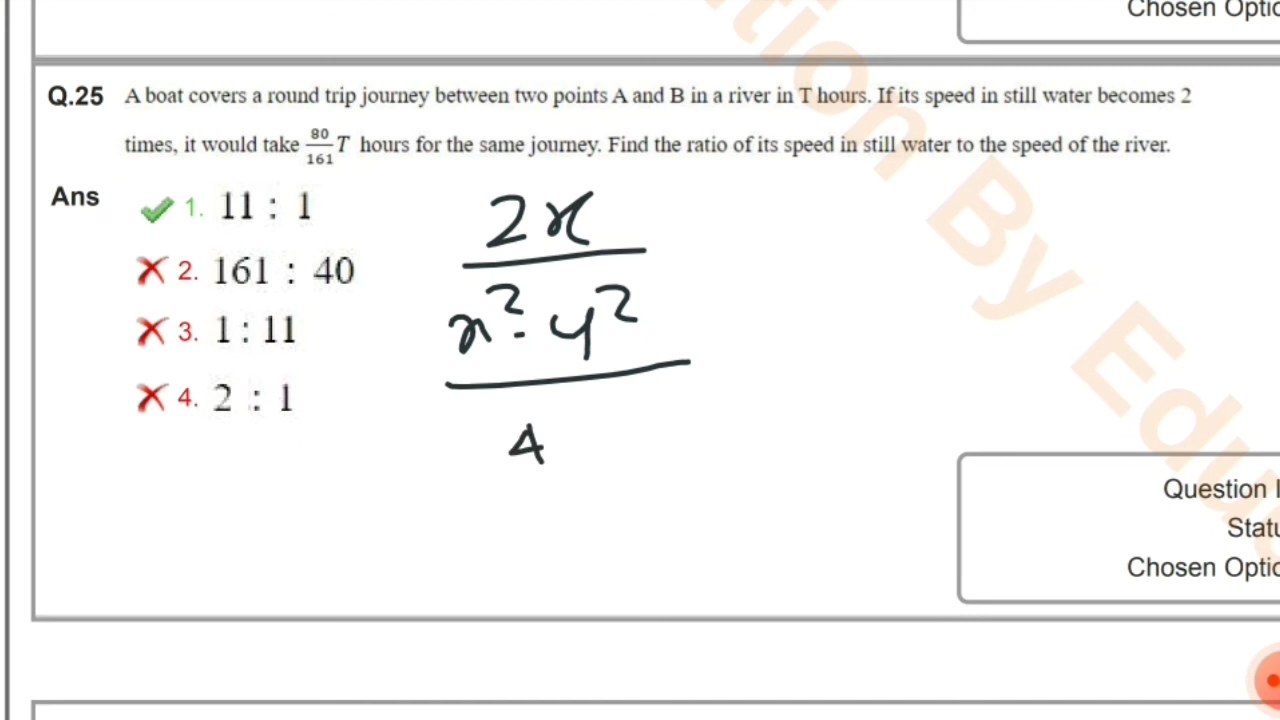 Chosen Optio
Q.25 A boat covers a round trip journey between two points A and B in a river in T hours. If its speed in still water becomes 2
times, it would take 80/161 T hours for the same journey. Find the ratio of its speed in still water to the speed of the river.
Ans
1. 11 : 1
2. 161 : 40
3. 1 : 11
4. 2 : 1
2x
x² - y²
4
Question I
Statu
Chosen Optio
tion By Edu